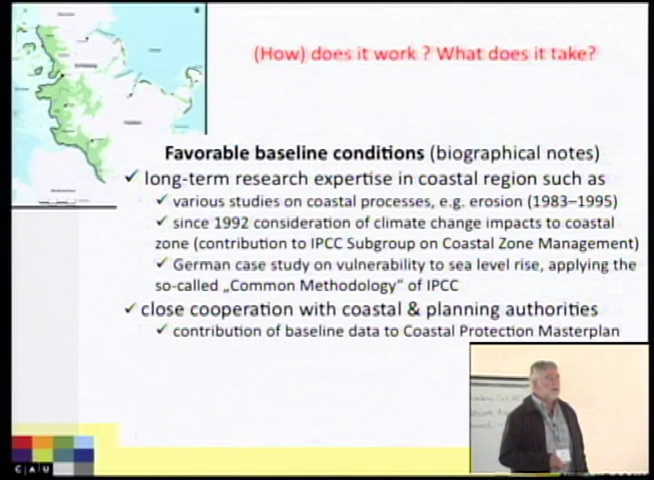 (How) does it work ? What does it take?
Favorable baseline conditions (biographical notes)
✓ long-term research expertise in coastal region such as
✓ various studies on coastal processes, e.g. erosion (1983–1995)
✓ since 1992 consideration of climate change impacts to coastal
zone (contribution to IPCC Subgroup on Coastal Zone Management)
✓ German case study on vulnerability to sea level rise, applying the
so-called „Common Methodology" of IPCC
✓ close cooperation with coastal & planning authorities
✓ contribution of baseline data to Coastal Protection Masterplan
C|A|U